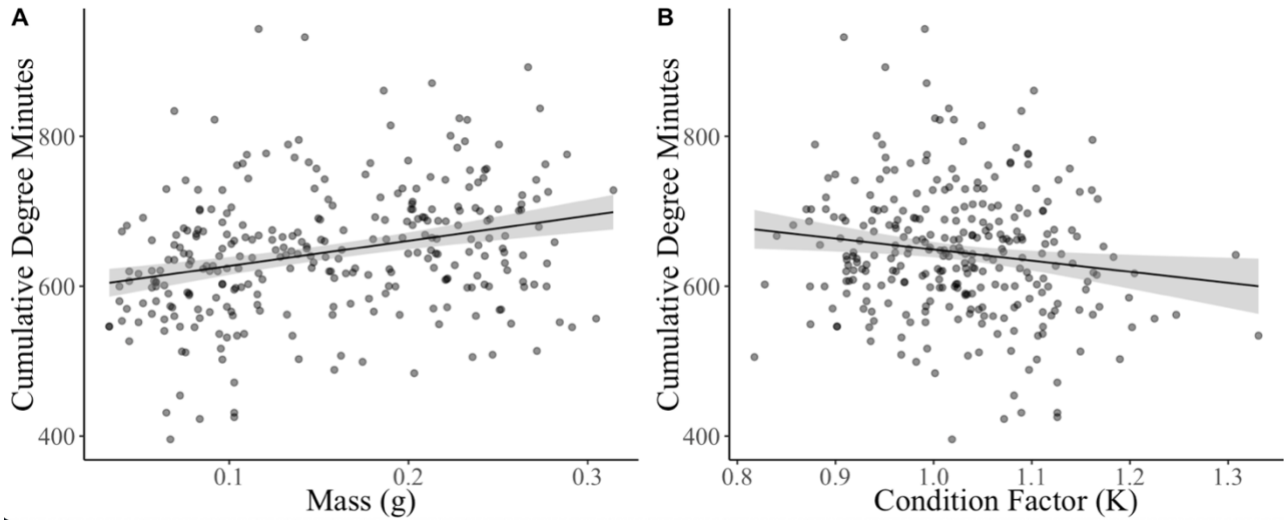 A
Cumulative Degree Minutes
800
600
400
0.1 0.2 0.3
Mass (g)
B
Cumulative Degree Minutes
800
600
400
0.8 0.9 1.0 1.1 1.2 1.3
Condition Factor (K)